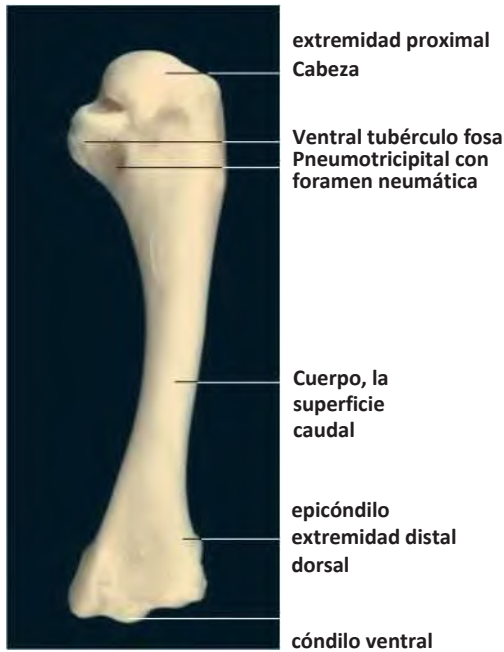 extremidad proximal
Cabeza
Ventral tubérculo fosa
Pneumotricipital con
foramen neumática
Cuerpo, la
superficie
caudal
epicóndilo
extremidad distal
dorsal
cóndilo ventral